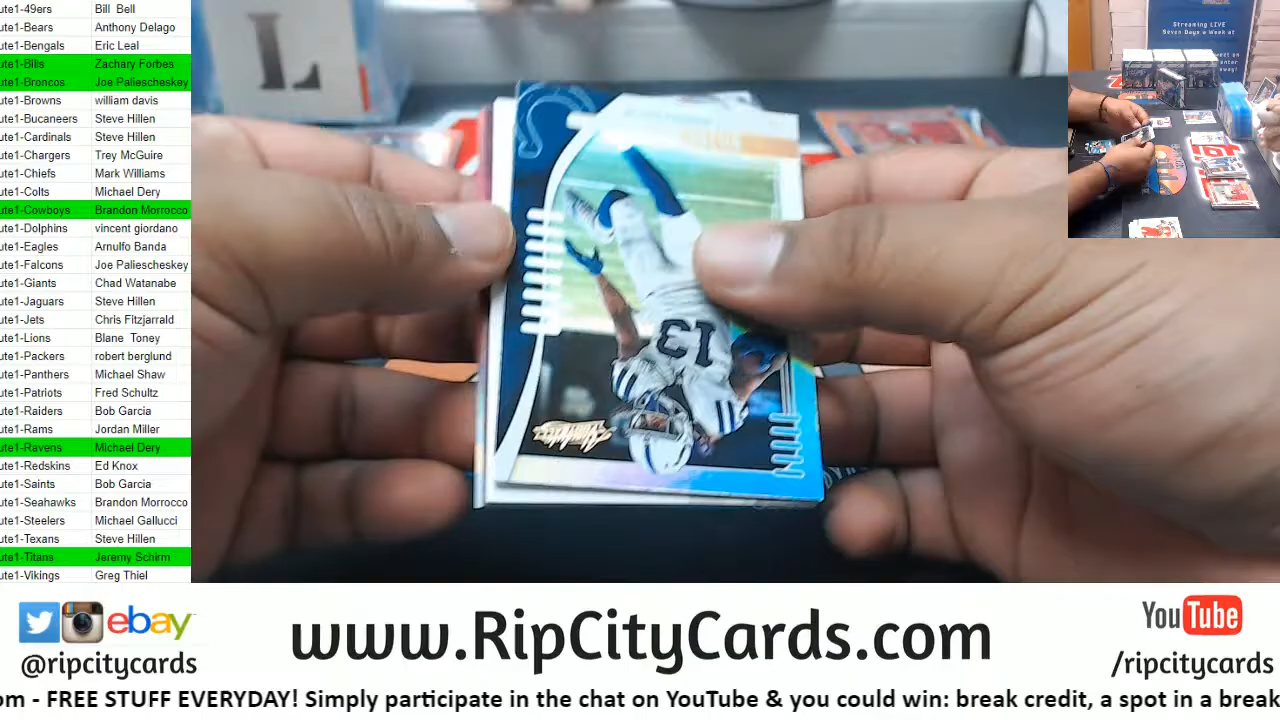 ute1-49ers Bill Bell
ute1-Bears Anthony Delago
ute1-Bengals Eric Leal
ute1-Bills Zachary Forbes
ute1-Broncos Joe Paliescheskey
ute1-Browns william davis
ute1-Bucaneers Steve Hillen
ute1-Cardinals Steve Hillen
ute1-Chargers Trey McGuire
ute1-Chiefs Mark Williams
ute1-Colts Michael Dery
ute1-Cowboys Brandon Morrocco
ute1-Dolphins vincent giordano
ute1-Eagles Arnulfo Banda
ute1-Falcons Joe Paliescheskey
ute1-Giants Chad Watanabe
ute1-Jaguars Steve Hillen
ute1-Jets Chris Fitzjarrald
ute1-Lions Blane Toney
ute1-Packers robert berglund
ute1-Panthers Michael Shaw
ute1-Patriots Fred Schultz
ute1-Raiders Bob Garcia
ute1-Rams Jordan Miller
ute1-Ravens Michael Dery
ute1-Redskins Ed Knox
ute1-Saints Bob Garcia
ute1-Seahawks Brandon Morrocco
ute1-Steelers Michael Gallucci
ute1-Texans Steve Hillen
ute1-Titans Jeremy Schirm
ute1-Vikings Greg Thiel
L
13
Absolute
Streaming LIVE
Seven Days a Week at
ebay
@ripcitycards
www.RipCityCards.com
YouTube
/ripcitycards
om - FREE STUFF EVERYDAY! Simply participate in the chat on YouTube & you could win: break credit, a spot in a break